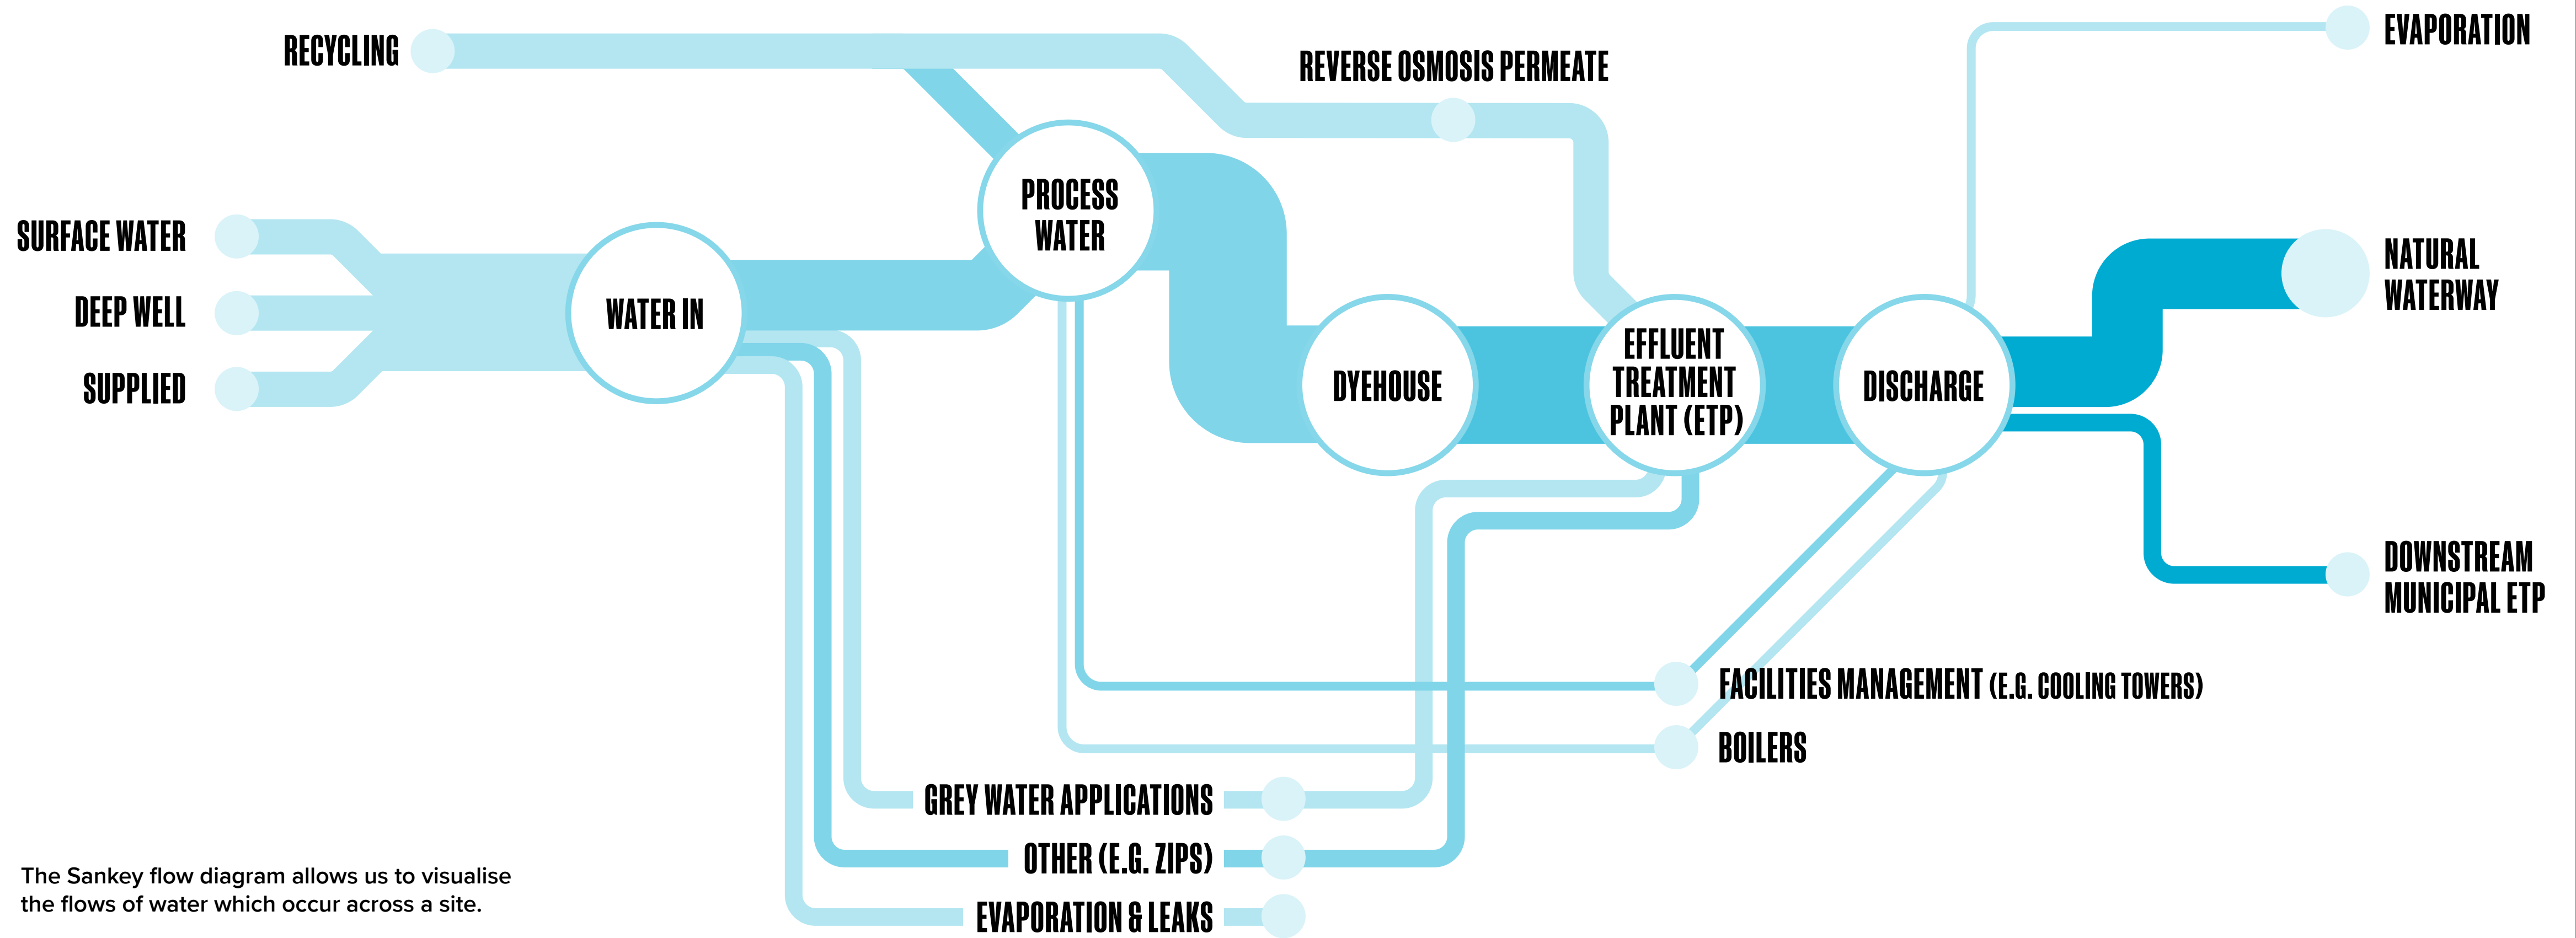 RECYCLING
REVERSE OSMOSIS PERMEATE
EVAPORATION
SURFACE WATER
DEEP WELL
SUPPLIED
WATER IN
PROCESS
WATER
DYEHOUSE
EFFLUENT
TREATMENT
PLANT (ETP)
DISCHARGE
NATURAL
WATERWAY
DOWNSTREAM
MUNICIPAL ETP
FACILITIES MANAGEMENT (E.G. COOLING TOWERS)
BOILERS
GREY WATER APPLICATIONS
OTHER (E.G. ZIPS)
EVAPORATION & LEAKS
The Sankey flow diagram allows us to visualise
the flows of water which occur across a site.